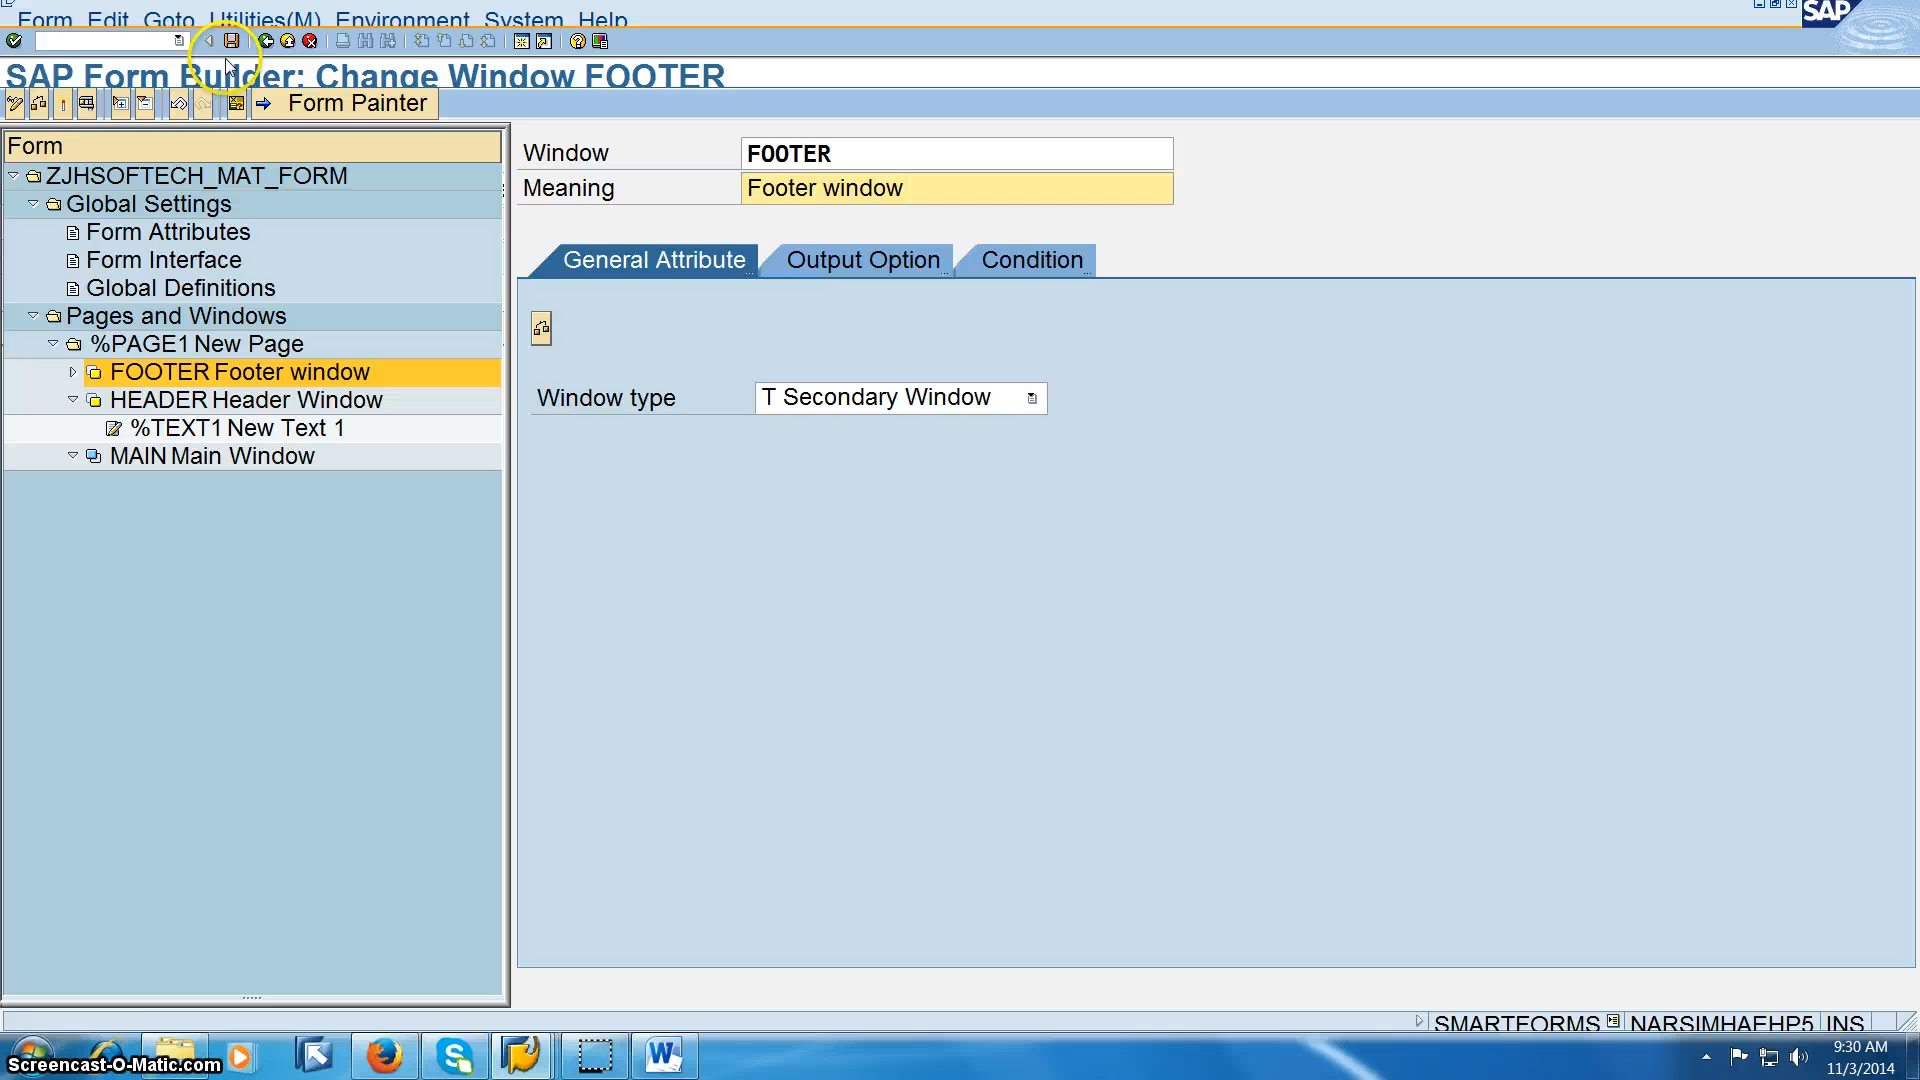 Form Edit Goto Utilities(M) Environment System Help
SAP
SAP Form Builder: Change Window FOOTER
Form Painter
Form
ZJHSOFTECH_MAT_FORM
Global Settings
Form Attributes
Form Interface
Global Definitions
Pages and Windows
%PAGE1 New Page
FOOTER Footer window
HEADER Header Window
%TEXT1 New Text 1
MAIN Main Window
Window FOOTER
Meaning Footer window
General Attribute Output Option Condition
Window type T Secondary Window
SMARTFORMS NARSIMHAEHP5 INS
Screencast-O-Matic.com
9:30 AM
11/3/2014